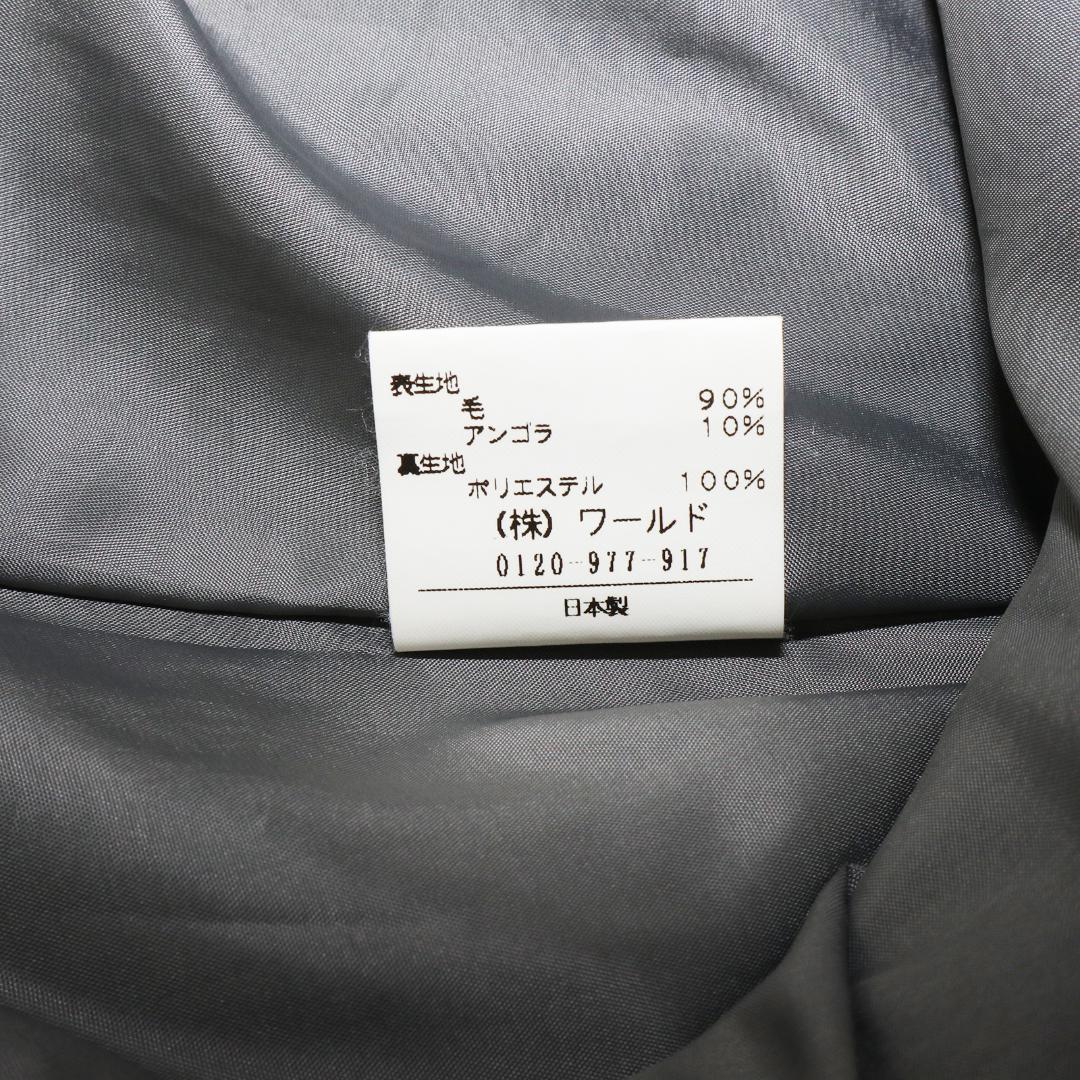 表生地
毛 90%
アンゴラ 10%
裏生地
ポリエステル 100%
(株) ワールド
0120-977-917
日本製